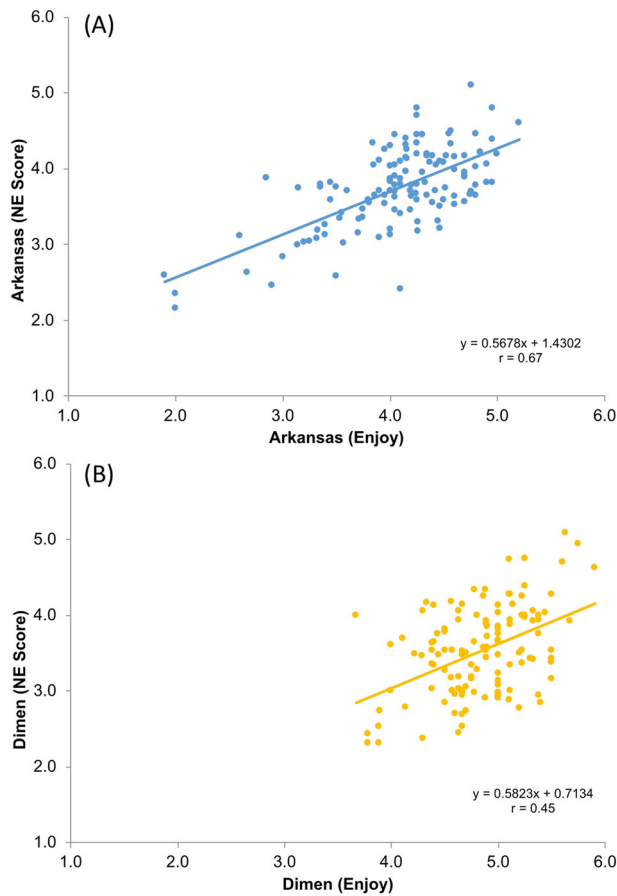 (A)
6.0
5.0
4.0
3.0
2.0
1.0
Arkansas (NE Score)
y = 0.5678x + 1.4302
r = 0.67
1.0 2.0 3.0 4.0 5.0 6.0
Arkansas (Enjoy)
(B)
6.0
5.0
4.0
3.0
2.0
1.0
Dimen (NE Score)
y = 0.5823x + 0.7134
r = 0.45
1.0 2.0 3.0 4.0 5.0 6.0
Dimen (Enjoy)